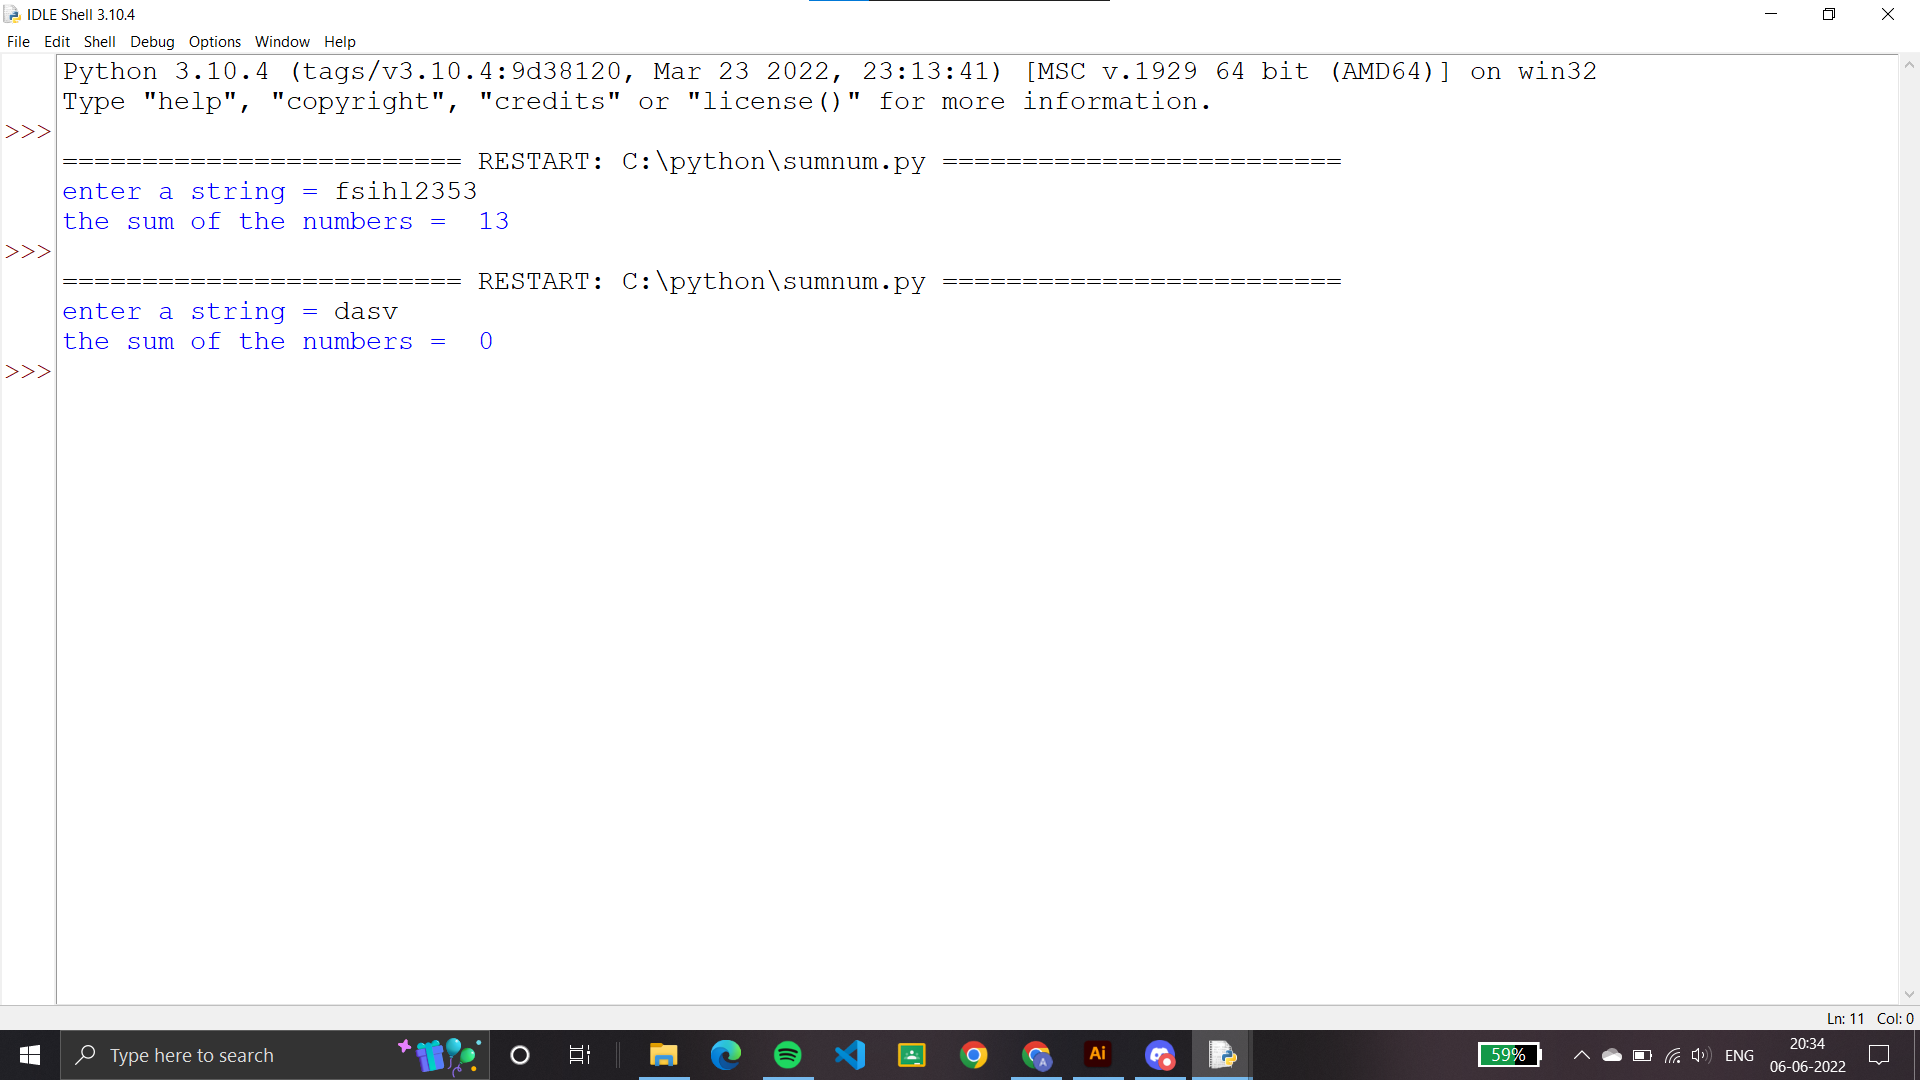 IDLE Shell 3.10.4
File Edit Shell Debug Options Window Help
Python 3.10.4 (tags/v3.10.4:9d38120, Mar 23 2022, 23:13:41) [MSC v.1929 64 bit (AMD64)] on win32
Type "help", "copyright", "credits" or "license()" for more information.
>>>
========================= RESTART: C:\python\sumnum.py =========================
enter a string = fsihl2353
the sum of the numbers =  13
>>>
========================= RESTART: C:\python\sumnum.py =========================
enter a string = dasv
the sum of the numbers =  0
>>>
Ln: 11 Col: 0
Type here to search
A
Ai
59%
ENG
20:34
06-06-2022